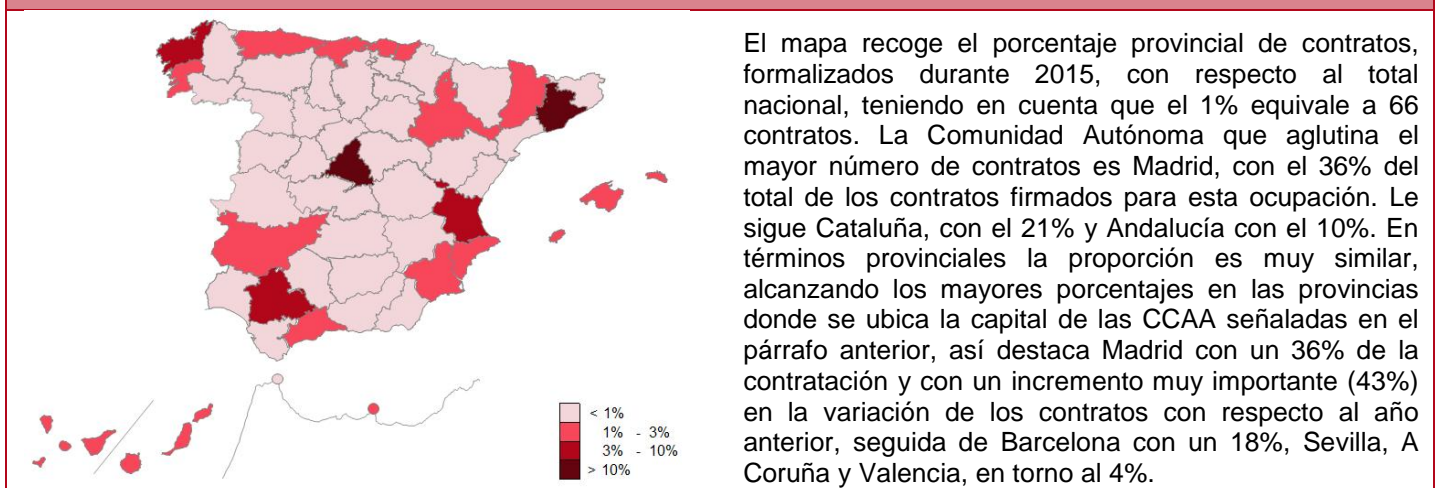 El mapa recoge el porcentaje provincial de contratos,
formalizados durante 2015, con respecto al total
nacional, teniendo en cuenta que el 1% equivale a 66
contratos. La Comunidad Autónoma que aglutina el
mayor número de contratos es Madrid, con el 36% del
total de los contratos firmados para esta ocupación. Le
sigue Cataluña, con el 21% y Andalucía con el 10%. En
términos provinciales la proporción es muy similar,
alcanzando los mayores porcentajes en las provincias
donde se ubica la capital de las CCAA señaladas en el
párrafo anterior, así destaca Madrid con un 36% de la
contratación y con un incremento muy importante (43%)
en la variación de los contratos con respecto al año
anterior, seguida de Barcelona con un 18%, Sevilla, A
Coruña y Valencia, en torno al 4%.
< 1%
1% - 3%
3% - 10%
> 10%